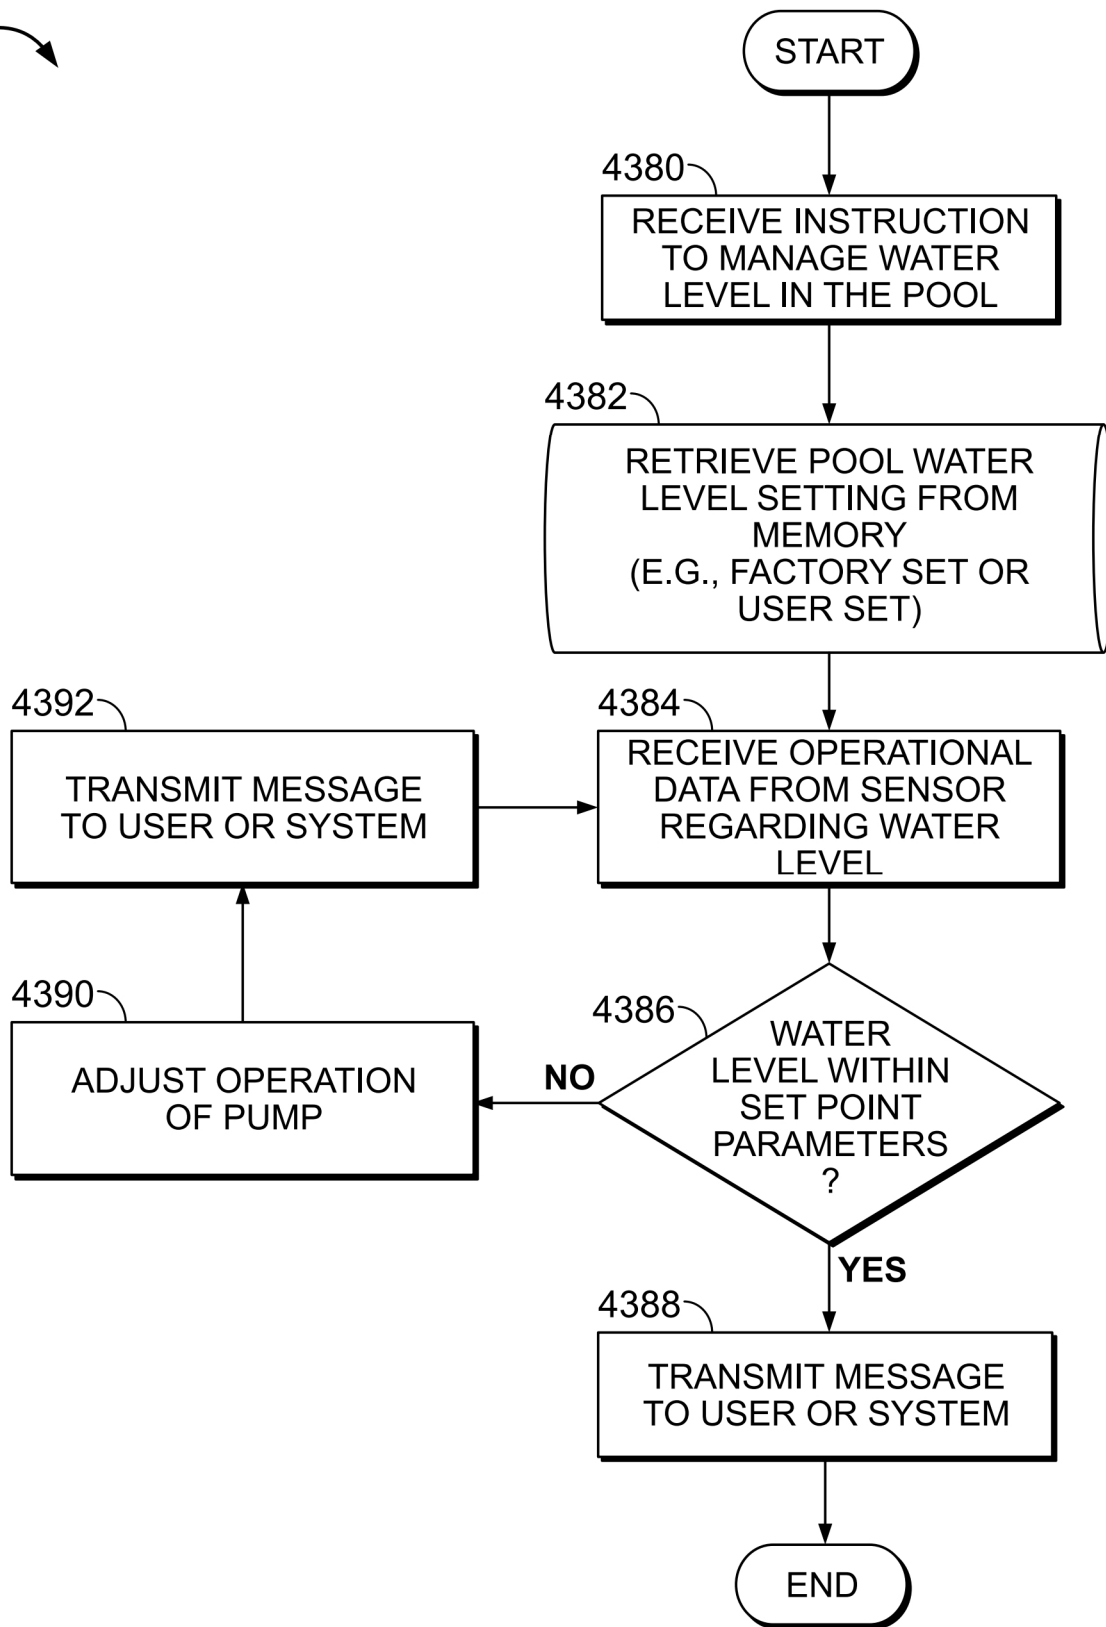 START
4380
RECEIVE INSTRUCTION
TO MANAGE WATER
LEVEL IN THE POOL
4382
RETRIEVE POOL WATER
LEVEL SETTING FROM
MEMORY
(E.G., FACTORY SET OR
USER SET)
4392
TRANSMIT MESSAGE
TO USER OR SYSTEM
4384
RECEIVE OPERATIONAL
DATA FROM SENSOR
REGARDING WATER
LEVEL
4390
ADJUST OPERATION
OF PUMP
NO
4386
WATER
LEVEL WITHIN
SET POINT
PARAMETERS
?
YES
4388
TRANSMIT MESSAGE
TO USER OR SYSTEM
END